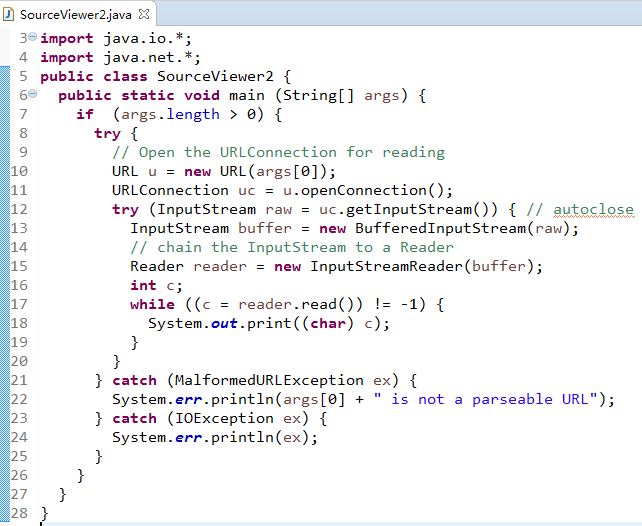 SourceViewer2.java
3 import java.io.*;
4 import java.net.*;
5 public class SourceViewer2 {
6   public static void main (String[] args) {
7     if  (args.length > 0) {
8       try {
9         // Open the URLConnection for reading
10         URL u = new URL(args[0]);
11         URLConnection uc = u.openConnection();
12         try (InputStream raw = uc.getInputStream()) { // autoclose
13           InputStream buffer = new BufferedInputStream(raw);
14           // chain the InputStream to a Reader
15           Reader reader = new InputStreamReader(buffer);
16           int c;
17           while ((c = reader.read()) != -1) {
18             System.out.print((char) c);
19           }
20         }
21       } catch (MalformedURLException ex) {
22         System.err.println(args[0] + " is not a parseable URL");
23       } catch (IOException ex) {
24         System.err.println(ex);
25       }
26     }
27   }
28 }